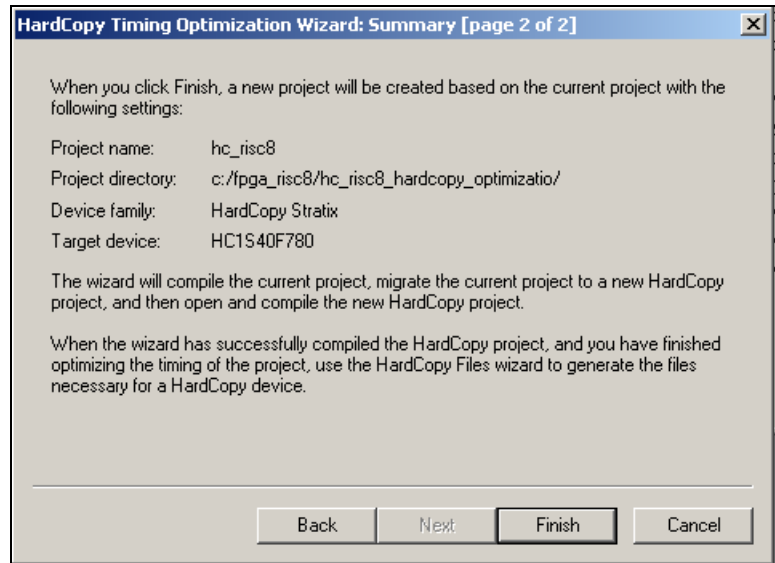 HardCopy Timing Optimization Wizard: Summary [page 2 of 2]
When you click Finish, a new project will be created based on the current project with the
following settings:
Project name: hc_risc8
Project directory: c:/fpga_risc8/hc_risc8_hardcopy_optimizatio/
Device family: HardCopy Stratix
Target device: HC1S40F780
The wizard will compile the current project, migrate the current project to a new HardCopy
project, and then open and compile the new HardCopy project.
When the wizard has successfully compiled the HardCopy project, and you have finished
optimizing the timing of the project, use the HardCopy Files wizard to generate the files
necessary for a HardCopy device.
Back Next Finish Cancel